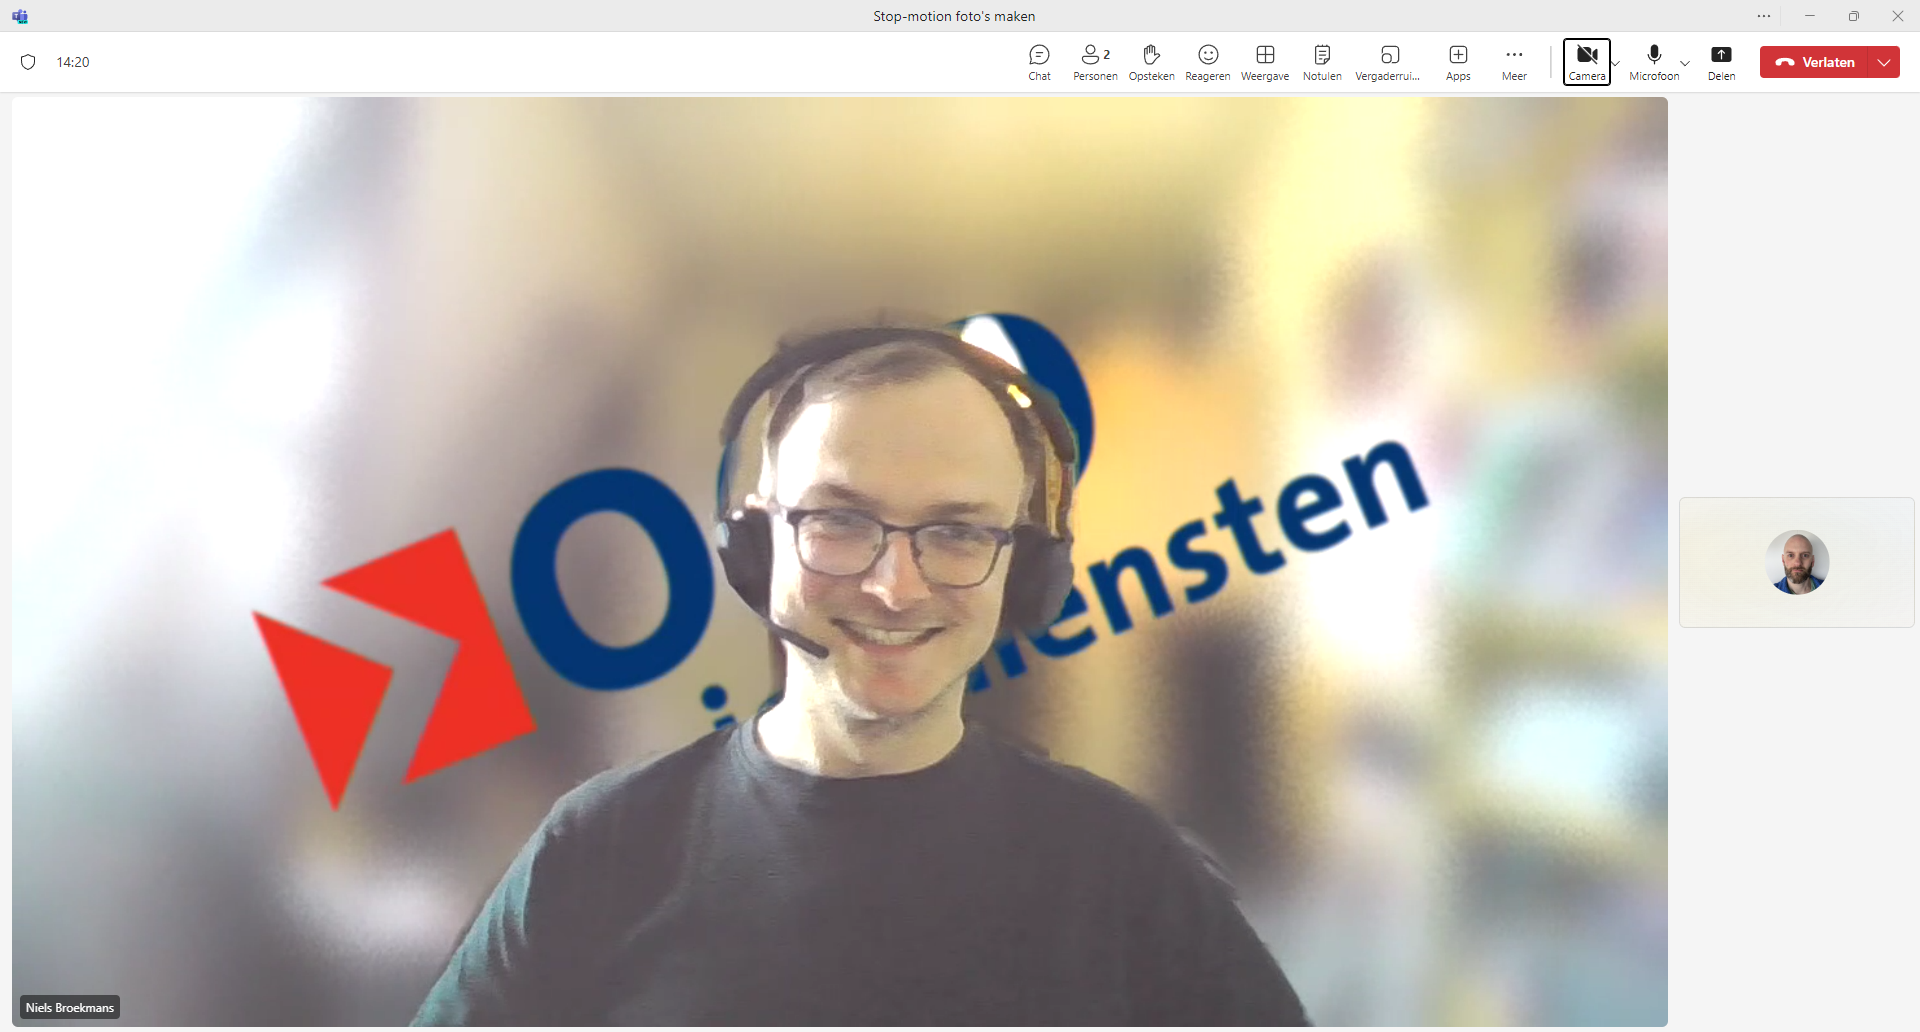 Stop-motion foto's maken
14:20
Chat
Personen
2
Opsteken
Reageren
Weergave
Notulen
Vergaderrui...
Apps
Meer
Camera
Microfoon
Delen
Verlaten
O
i
ensten
Niels Broekmans